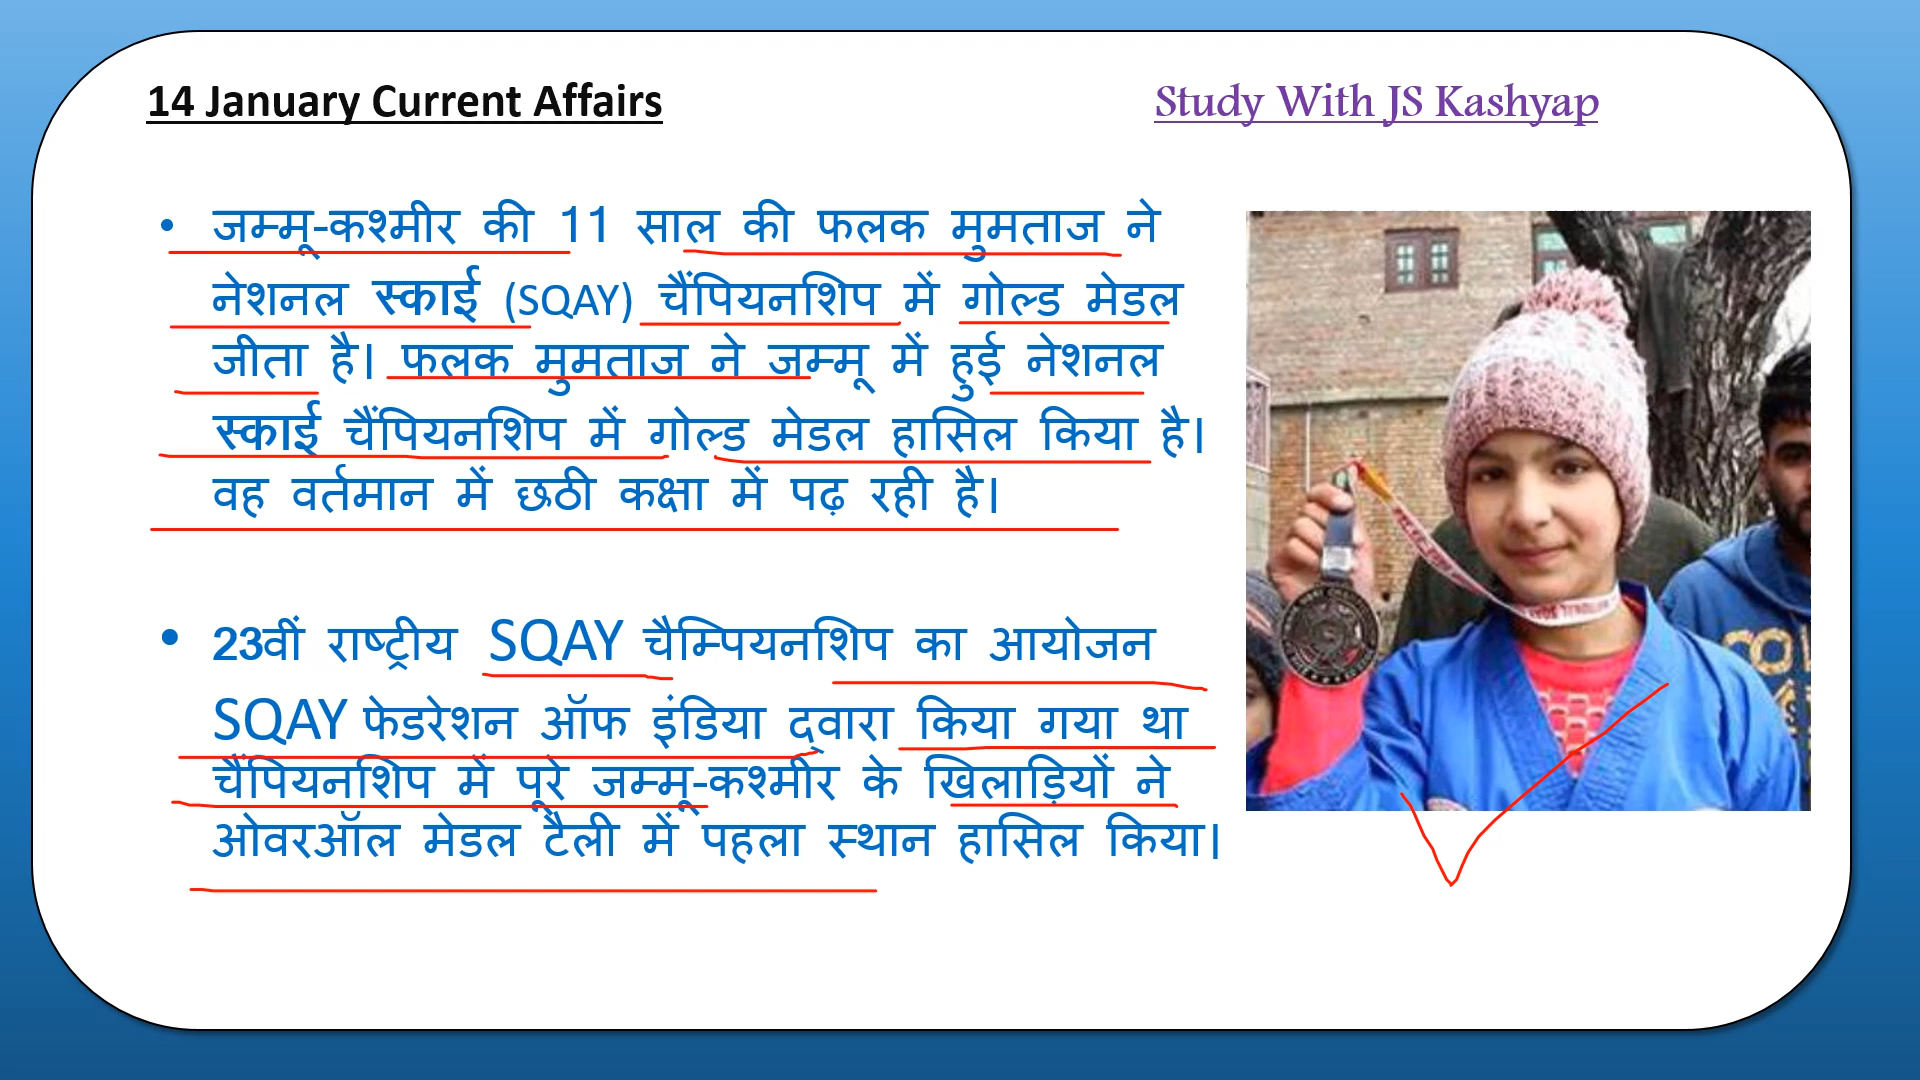 14 January Current Affairs
Study With JS Kashyap
• जम्मू-कश्मीर की 11 साल की फलक मुमताज ने
नेशनल स्काई (SQAY) चैंपियनशिप में गोल्ड मेडल
जीता है। फलक मुमताज ने जम्मू में हुई नेशनल
स्काई चैंपियनशिप में गोल्ड मेडल हासिल किया है।
वह वर्तमान में छठी कक्षा में पढ़ रही है।
• 23वीं राष्ट्रीय SQAY चैम्पियनशिप का आयोजन
SQAY फेडरेशन ऑफ इंडिया द्वारा किया गया था
चैंपियनशिप में पूरे जम्मू-कश्मीर के खिलाड़ियों ने
ओवरऑल मेडल टैली में पहला स्थान हासिल किया।